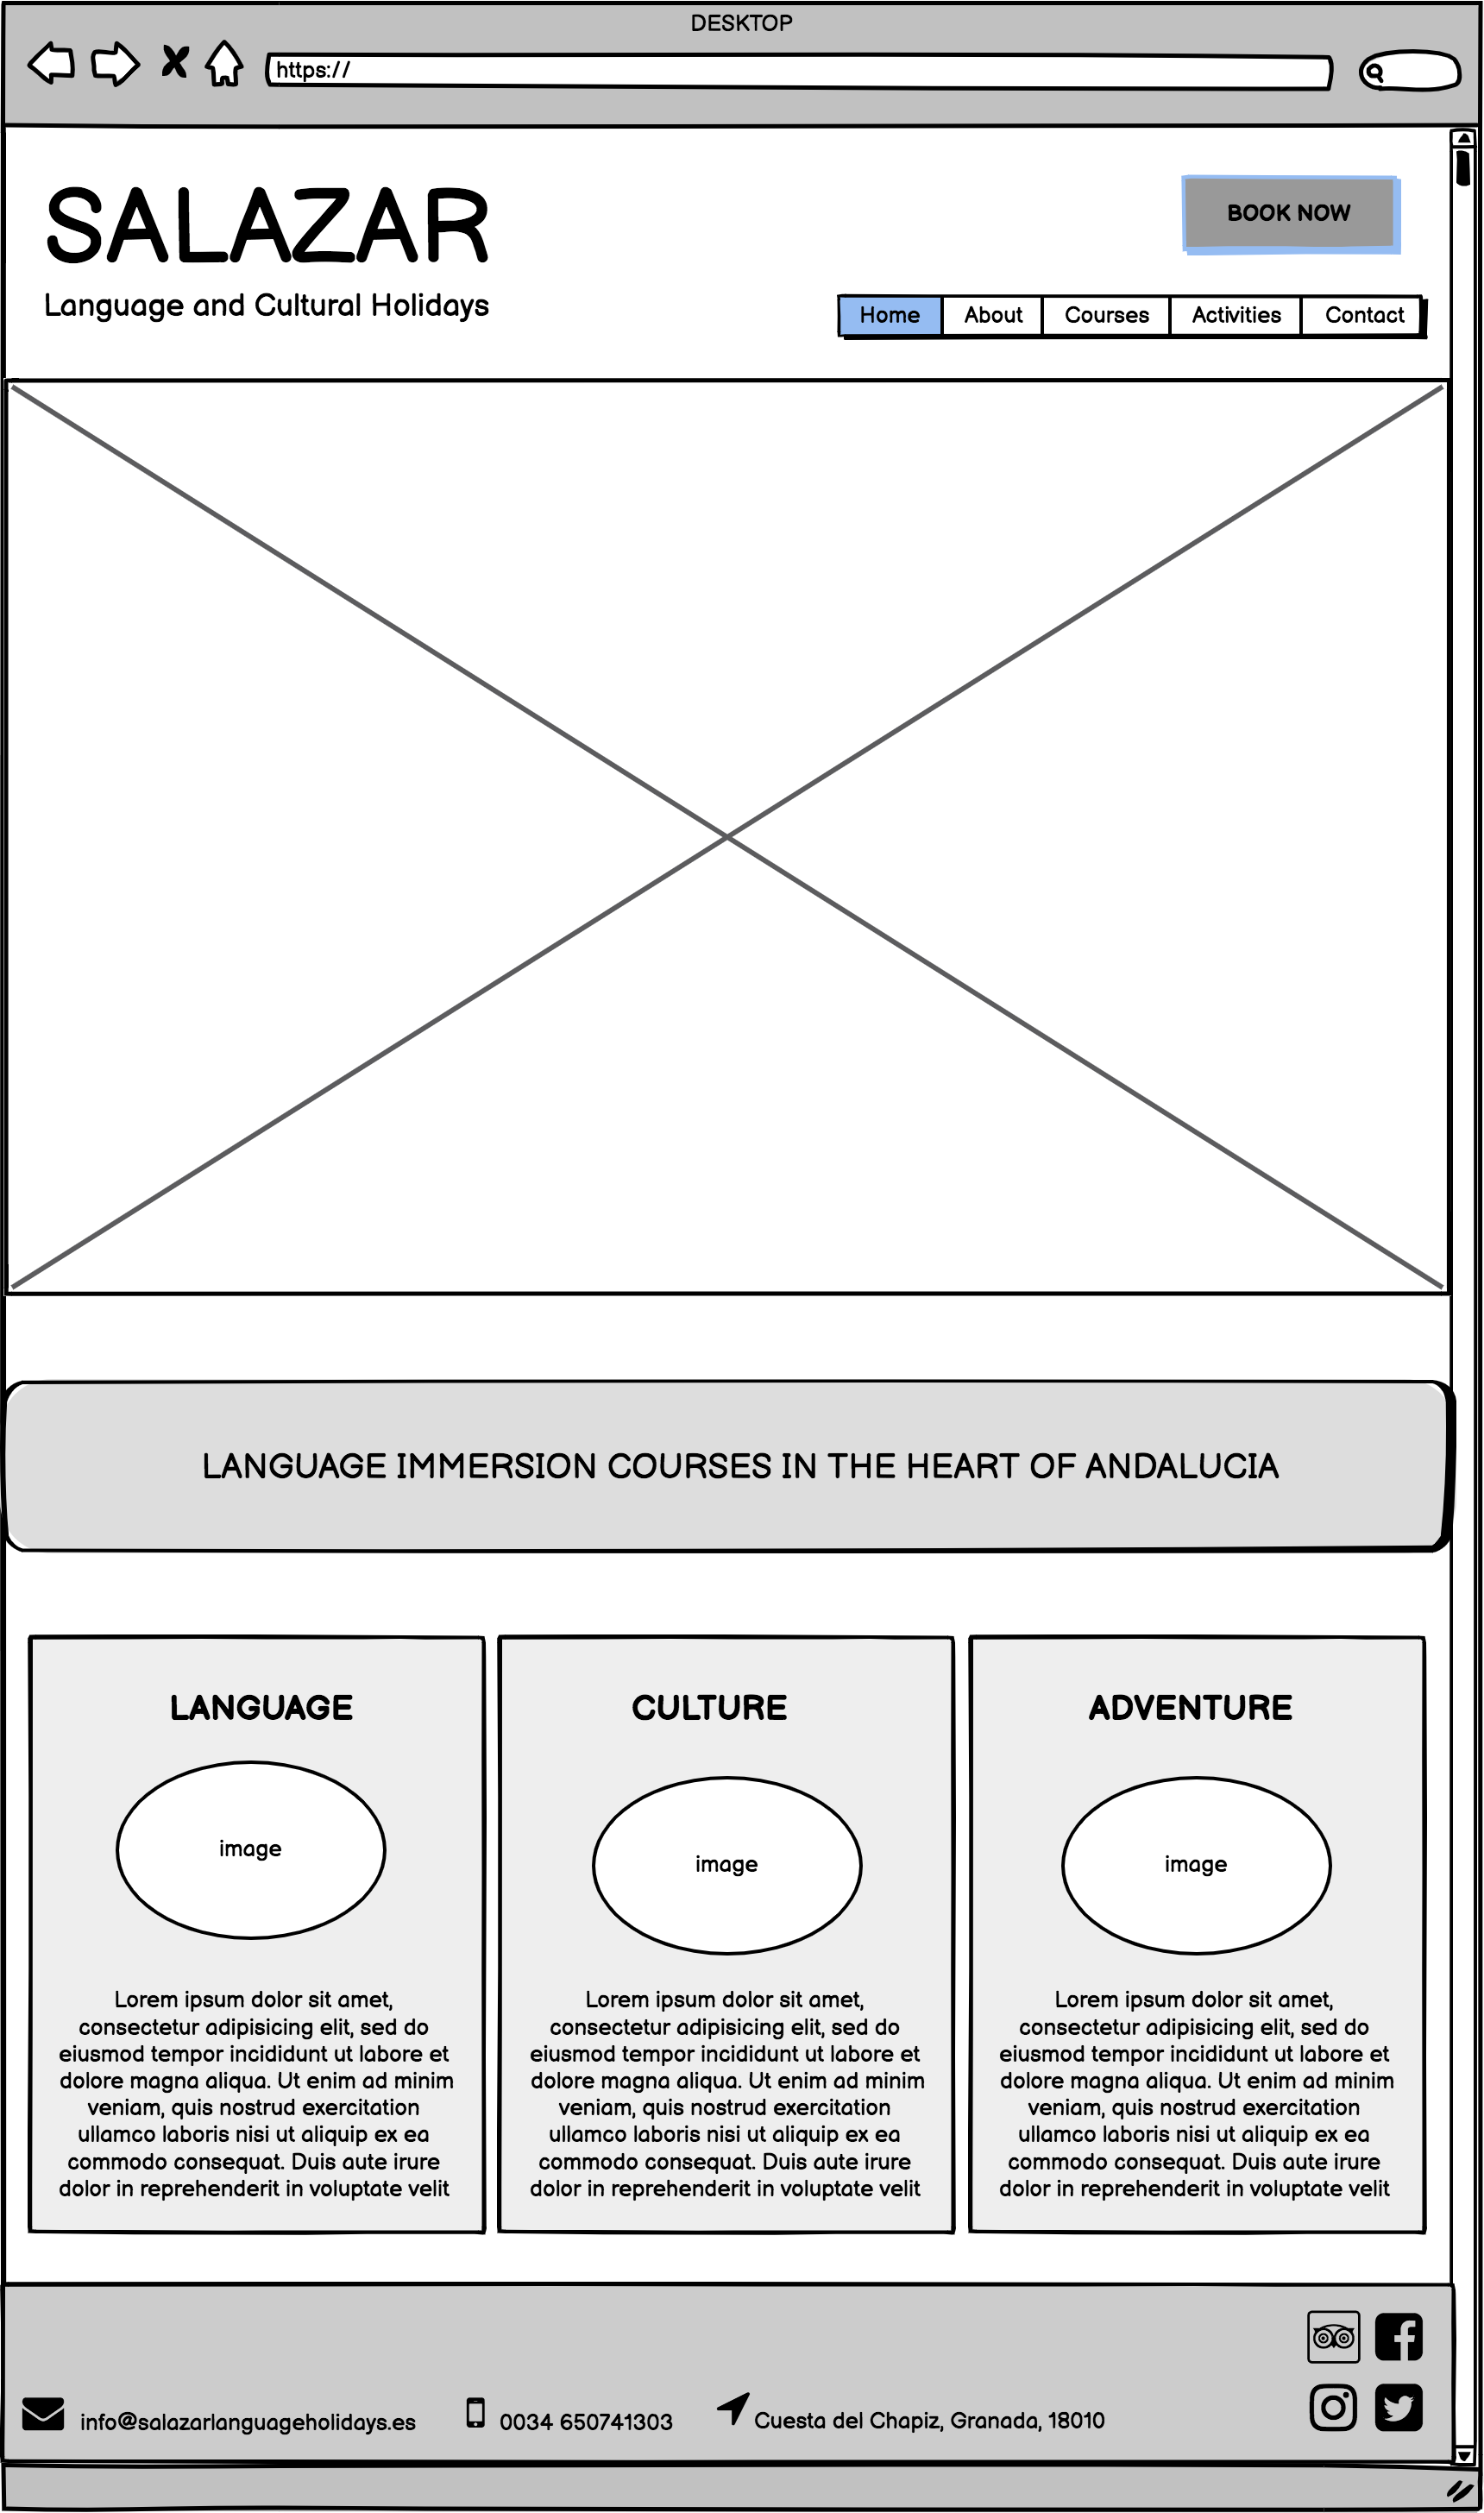 DESKTOP
https://
SALAZAR
Language and Cultural Holidays
BOOK NOW
Home About Courses Activities Contact
LANGUAGE IMMERSION COURSES IN THE HEART OF ANDALUCIA
LANGUAGE
image
Lorem ipsum dolor sit amet,
consectetur adipisicing elit, sed do
eiusmod tempor incididunt ut labore et
dolore magna aliqua. Ut enim ad minim
veniam, quis nostrud exercitation
ullamco laboris nisi ut aliquip ex ea
commodo consequat. Duis aute irure
dolor in reprehenderit in voluptate velit
CULTURE
image
Lorem ipsum dolor sit amet,
consectetur adipisicing elit, sed do
eiusmod tempor incididunt ut labore et
dolore magna aliqua. Ut enim ad minim
veniam, quis nostrud exercitation
ullamco laboris nisi ut aliquip ex ea
commodo consequat. Duis aute irure
dolor in reprehenderit in voluptate velit
ADVENTURE
image
Lorem ipsum dolor sit amet,
consectetur adipisicing elit, sed do
eiusmod tempor incididunt ut labore et
dolore magna aliqua. Ut enim ad minim
veniam, quis nostrud exercitation
ullamco laboris nisi ut aliquip ex ea
commodo consequat. Duis aute irure
dolor in reprehenderit in voluptate velit
info@salazarlanguageholidays.es 0034 650741303 Cuesta del Chapiz, Granada, 18010